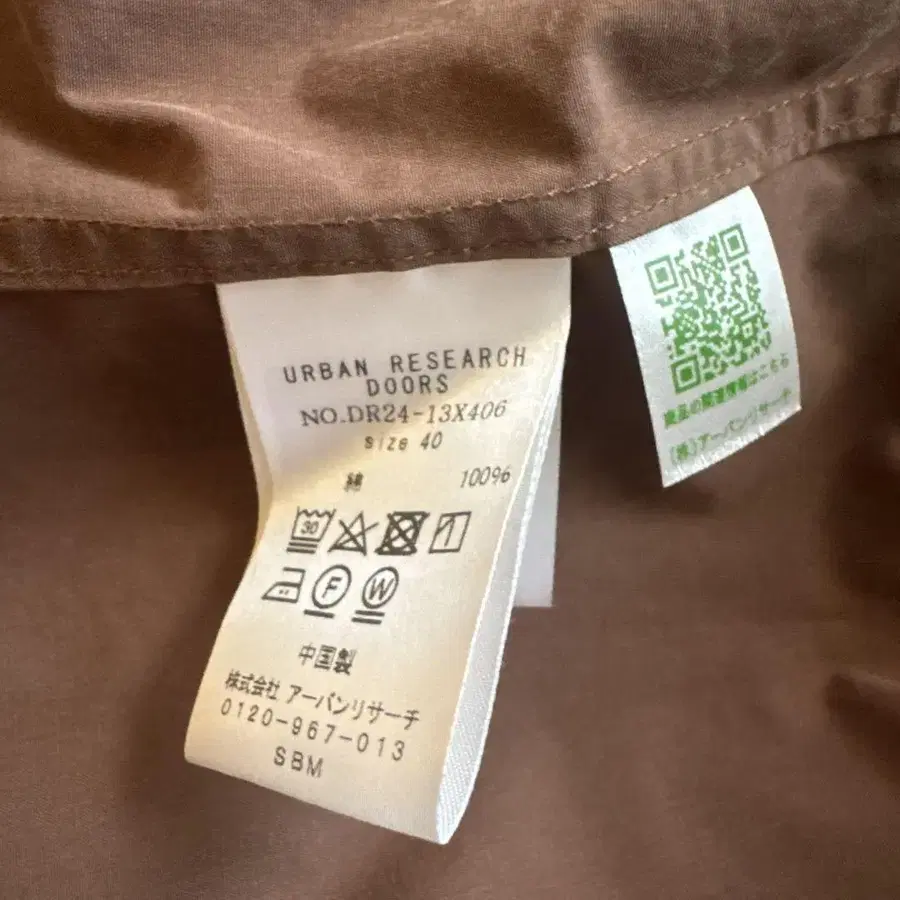 URBAN RESEARCH
DOORS
NO.DR24-13X406
size 40
綿 100%
30
F W
中国製
株式会社 アーバンリサーチ
0120-967-013
SBM
商品の関連情報はこちら
(株)アーバンリサーチ